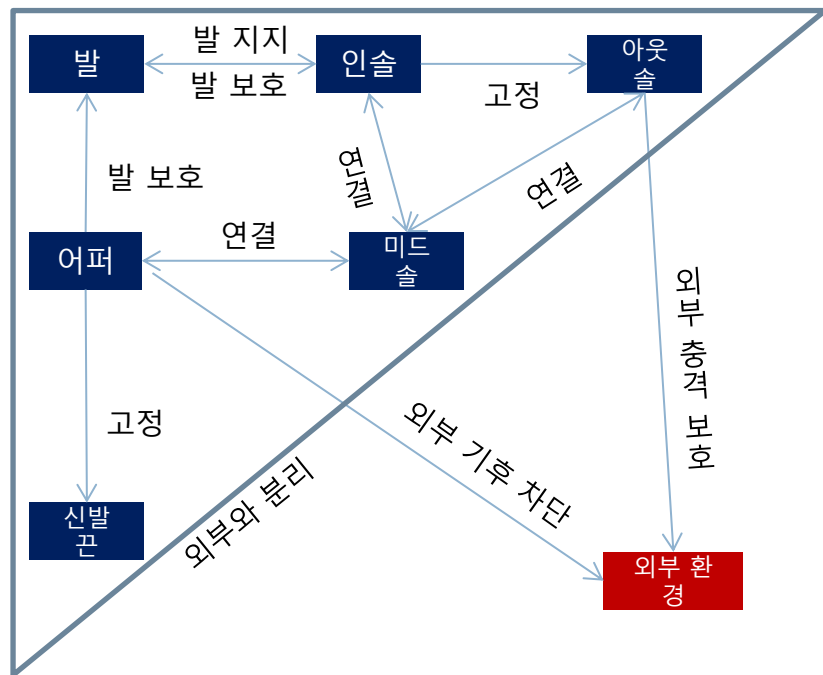 발
발 지지
발 보호
인솔
고정
아웃
솔
연
결
연결
발 보호
어퍼
연결
미드
솔
외
부
충
격
보
호
고정
외부 기후 차단
외부와 분리
신발
끈
외부 환
경